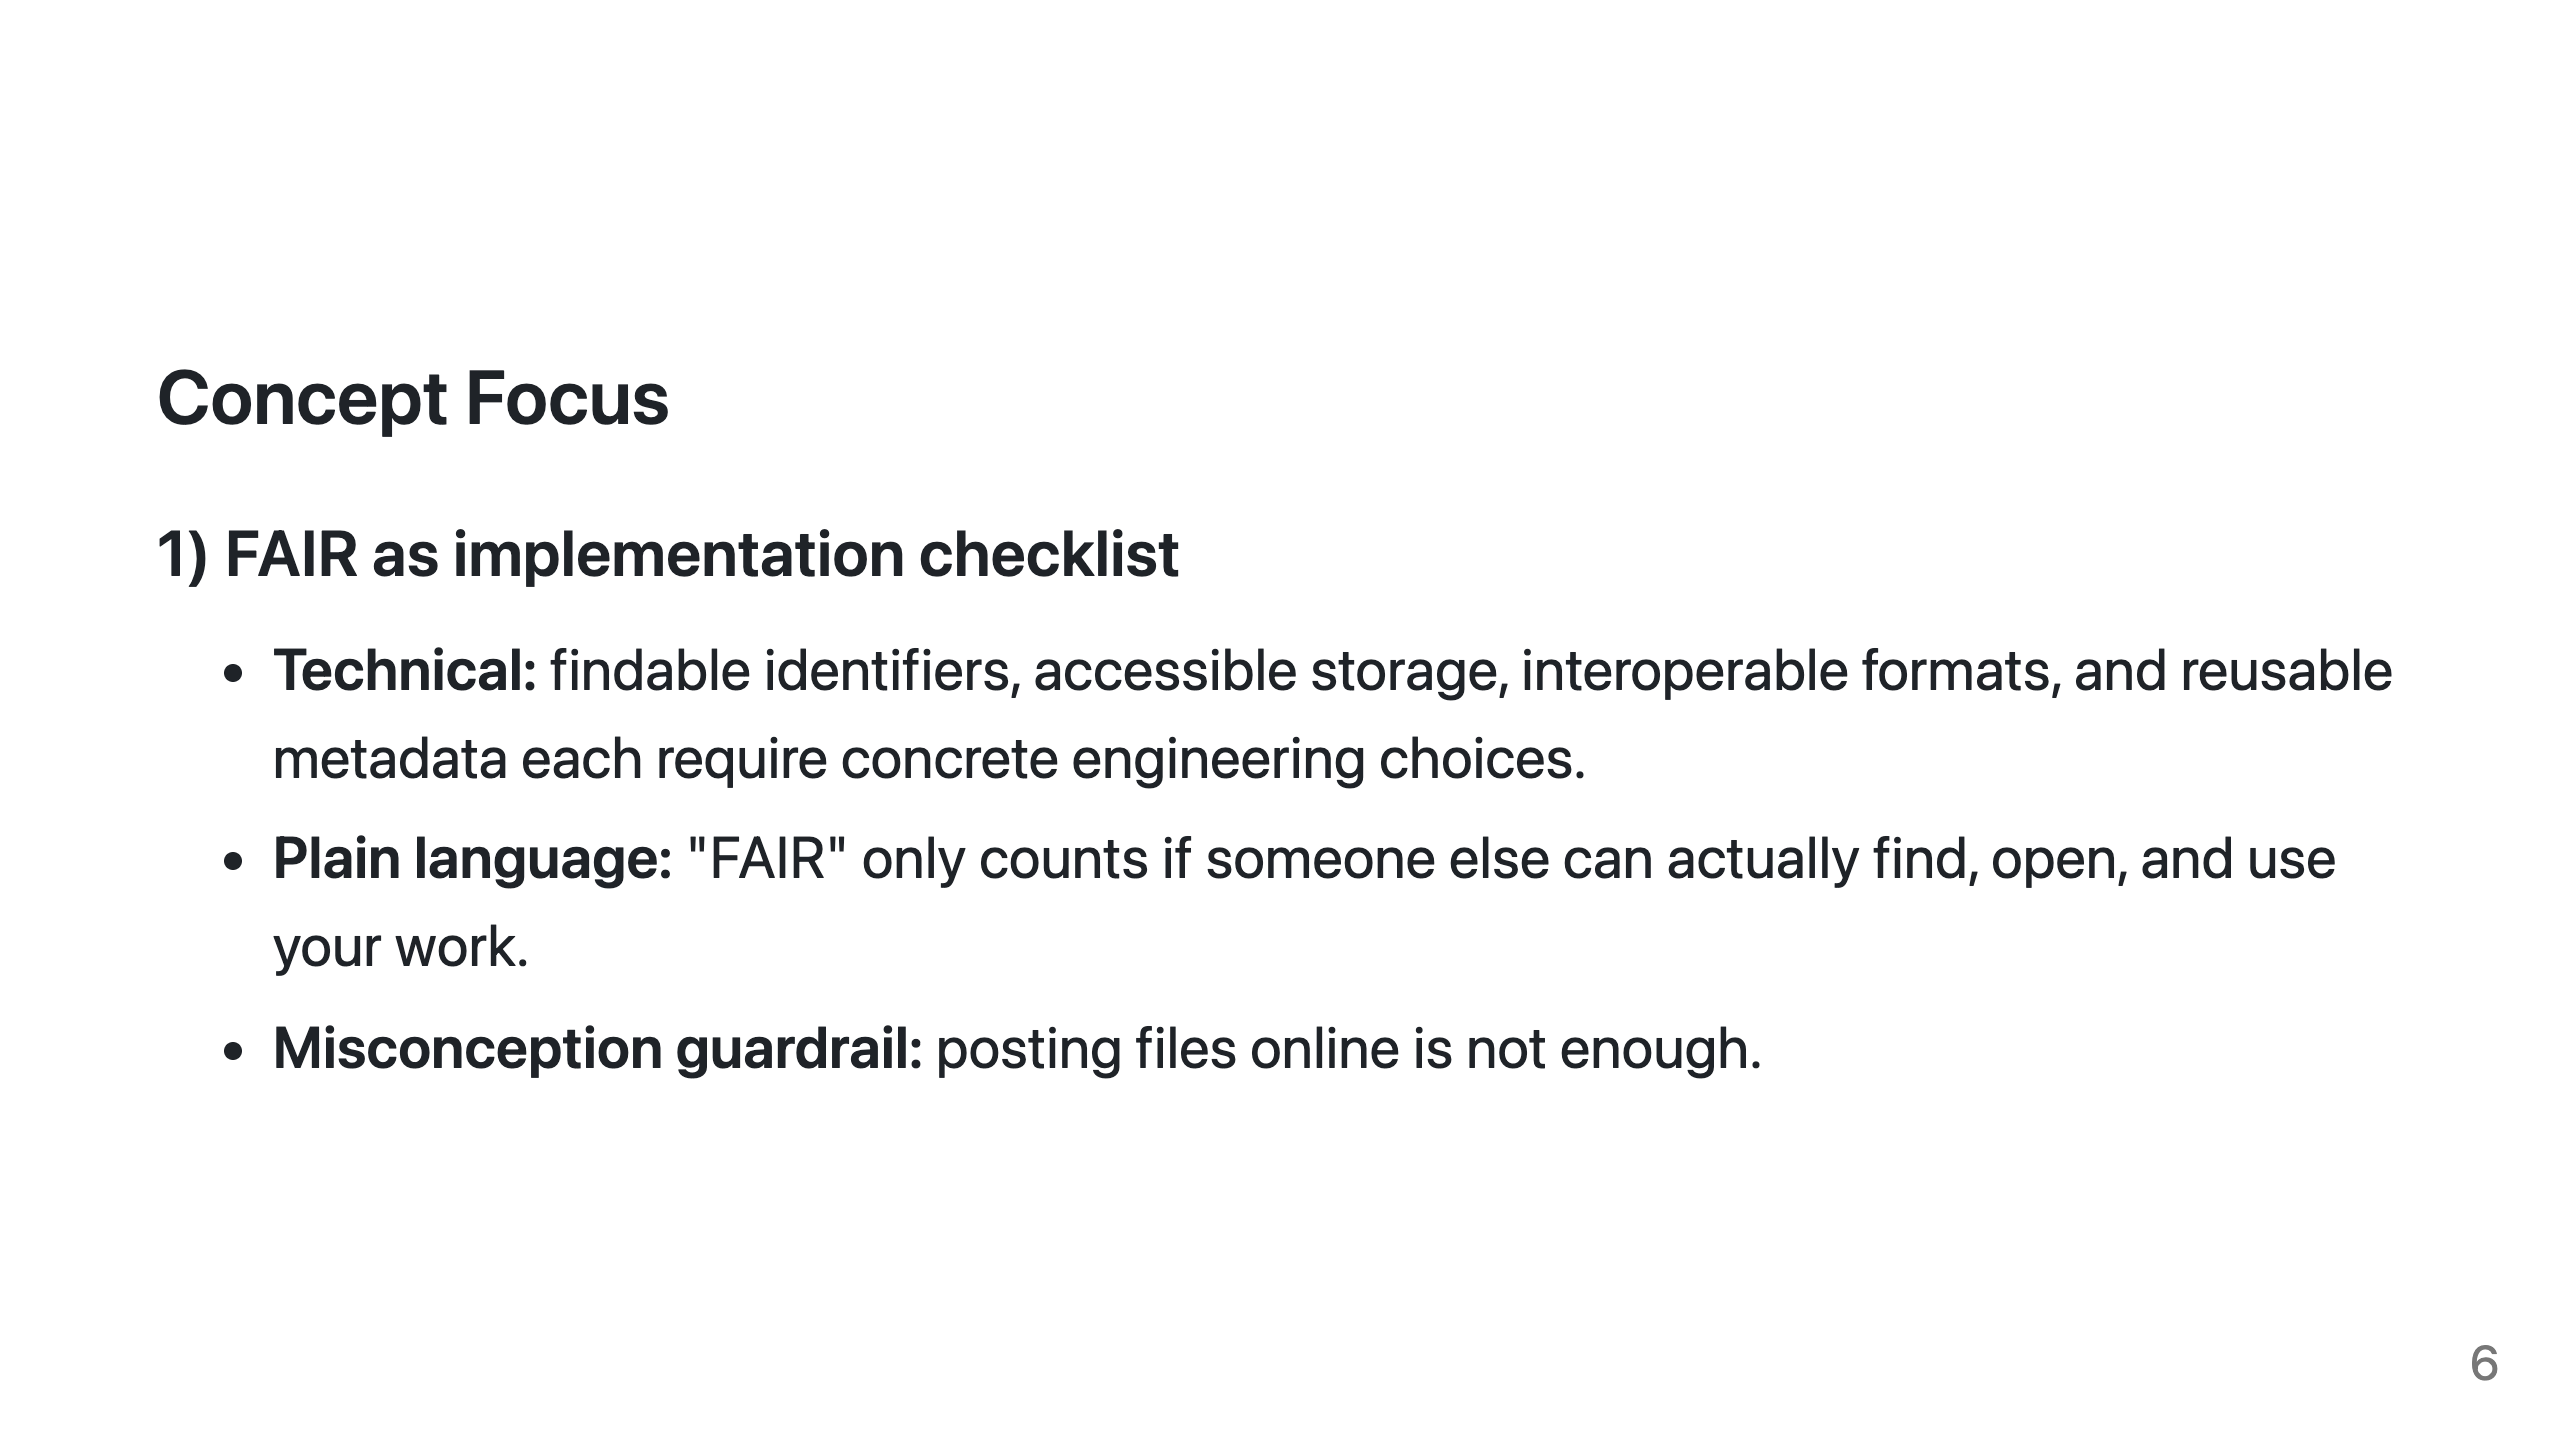 Concept Focus
1) FAIR as implementation checklist
• Technical: findable identifiers, accessible storage, interoperable formats, and reusable
metadata each require concrete engineering choices.
• Plain language: "FAIR" only counts if someone else can actually find, open, and use
your work.
• Misconception guardrail: posting files online is not enough.
6